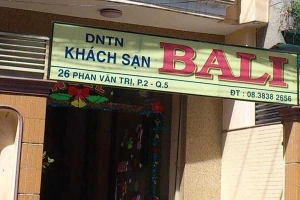 DNTN
KHÁCH SẠN BALI
26 PHAN VĂN TRỊ, P.2 - Q.5 ĐT : 08.3838 2656